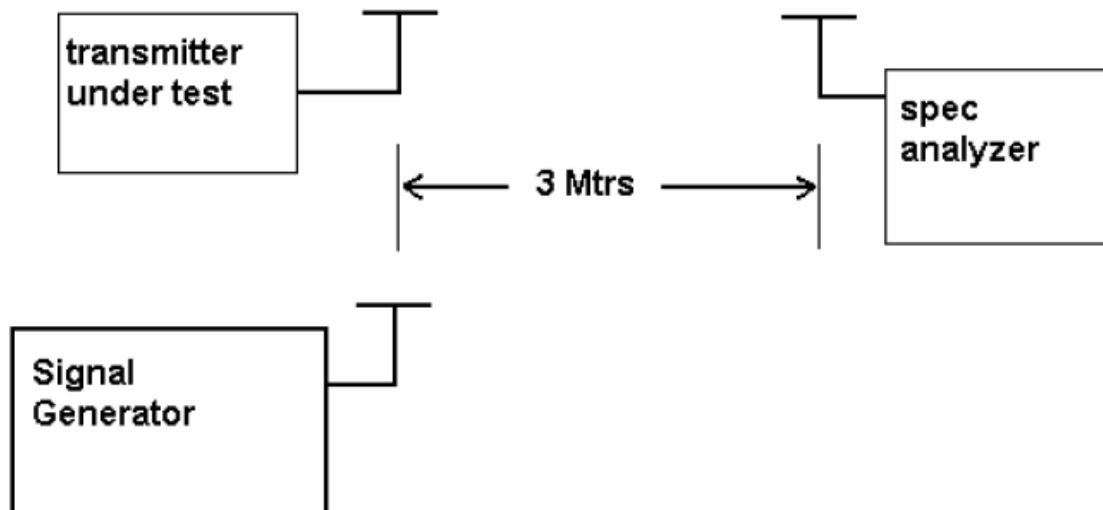 transmitter
under test
spec
analyzer
3 Mtrs
Signal
Generator